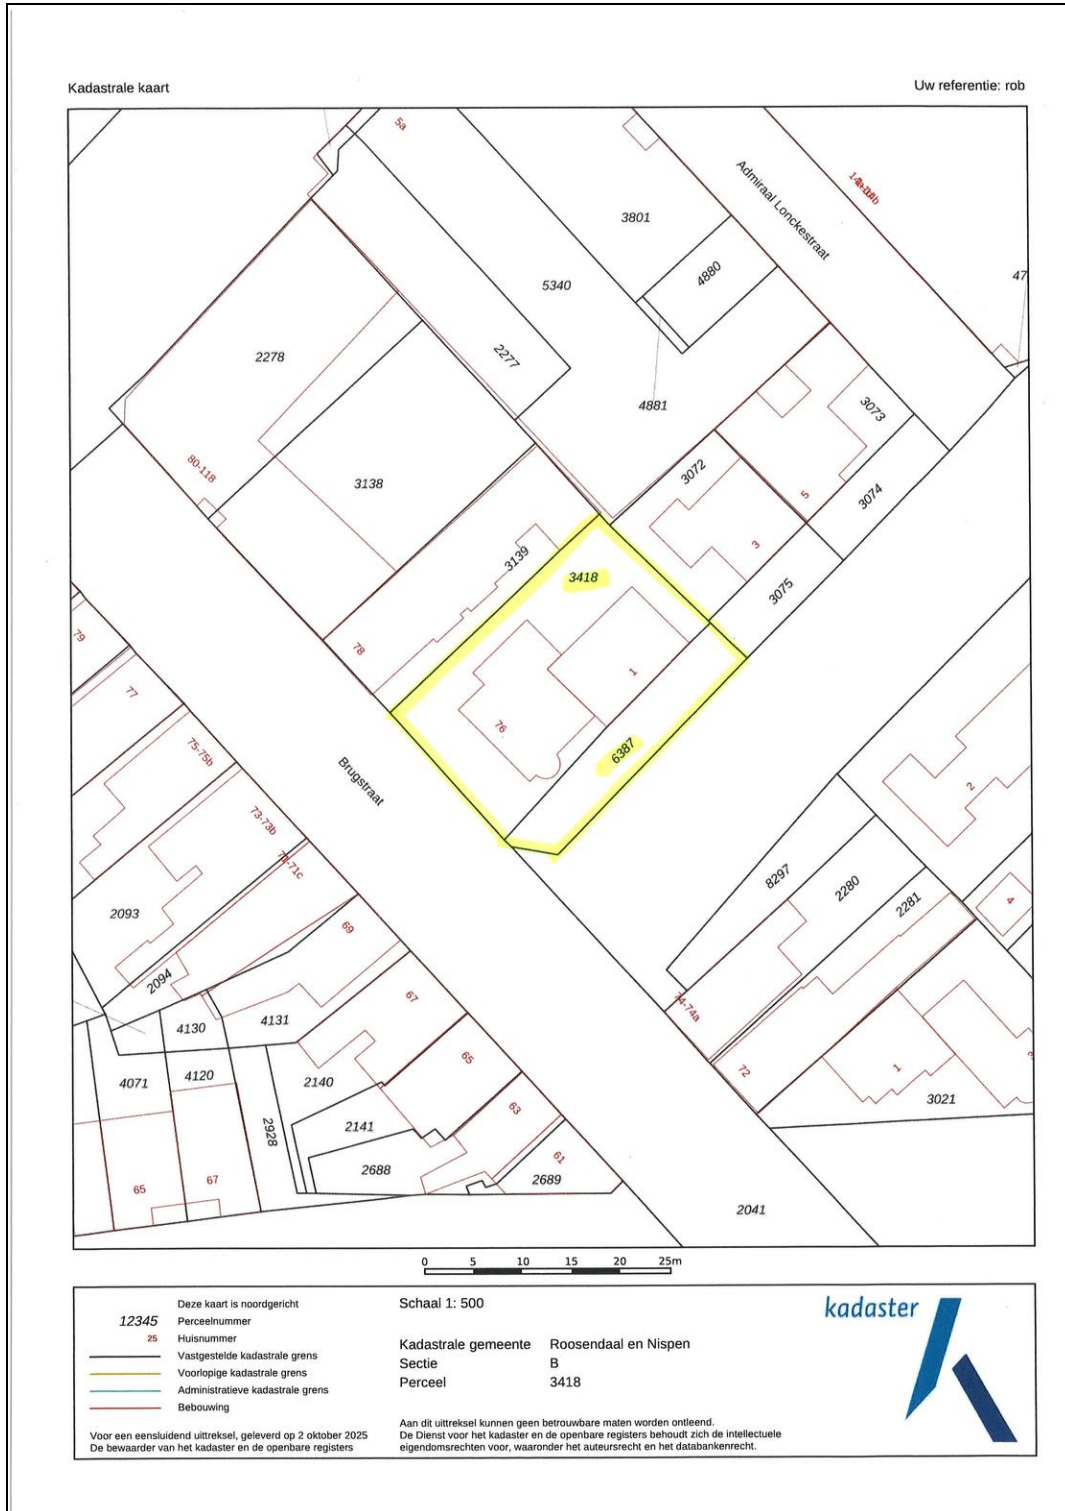 Kadastrale kaart
Uw referentie: rob
5a
Admiraal Lonckestraat
3801
4880
47
5340
2277
2278
4881
3073
80-118
3138
3072
5
3074
3139
3418
3
3075
79
78
1
77
76
6387
75-75b
Brugstraat
2
73-73b
71-71c
8297
2280
2281
4
2093
69
2094
67
74-74a
4130
4131
65
72
1
3
4071
4120
2140
3021
63
2928
2141
61
2688
2689
65
67
2041
0 5 10 15 20 25m
Deze kaart is noordgericht
12345 Perceelnummer
25 Huisnummer
Vastgestelde kadastrale grens
Voorlopige kadastrale grens
Administratieve kadastrale grens
Bebouwing
Voor een eensluidend uittreksel, geleverd op 2 oktober 2025
De bewaarder van het kadaster en de openbare registers
Schaal 1: 500
Kadastrale gemeente Roosendaal en Nispen
Sectie B
Perceel 3418
Aan dit uittreksel kunnen geen betrouwbare maten worden ontleend.
De Dienst voor het kadaster en de openbare registers behoudt zich de intellectuele
eigendomsrechten voor, waaronder het auteursrecht en het databankenrecht.
kadaster